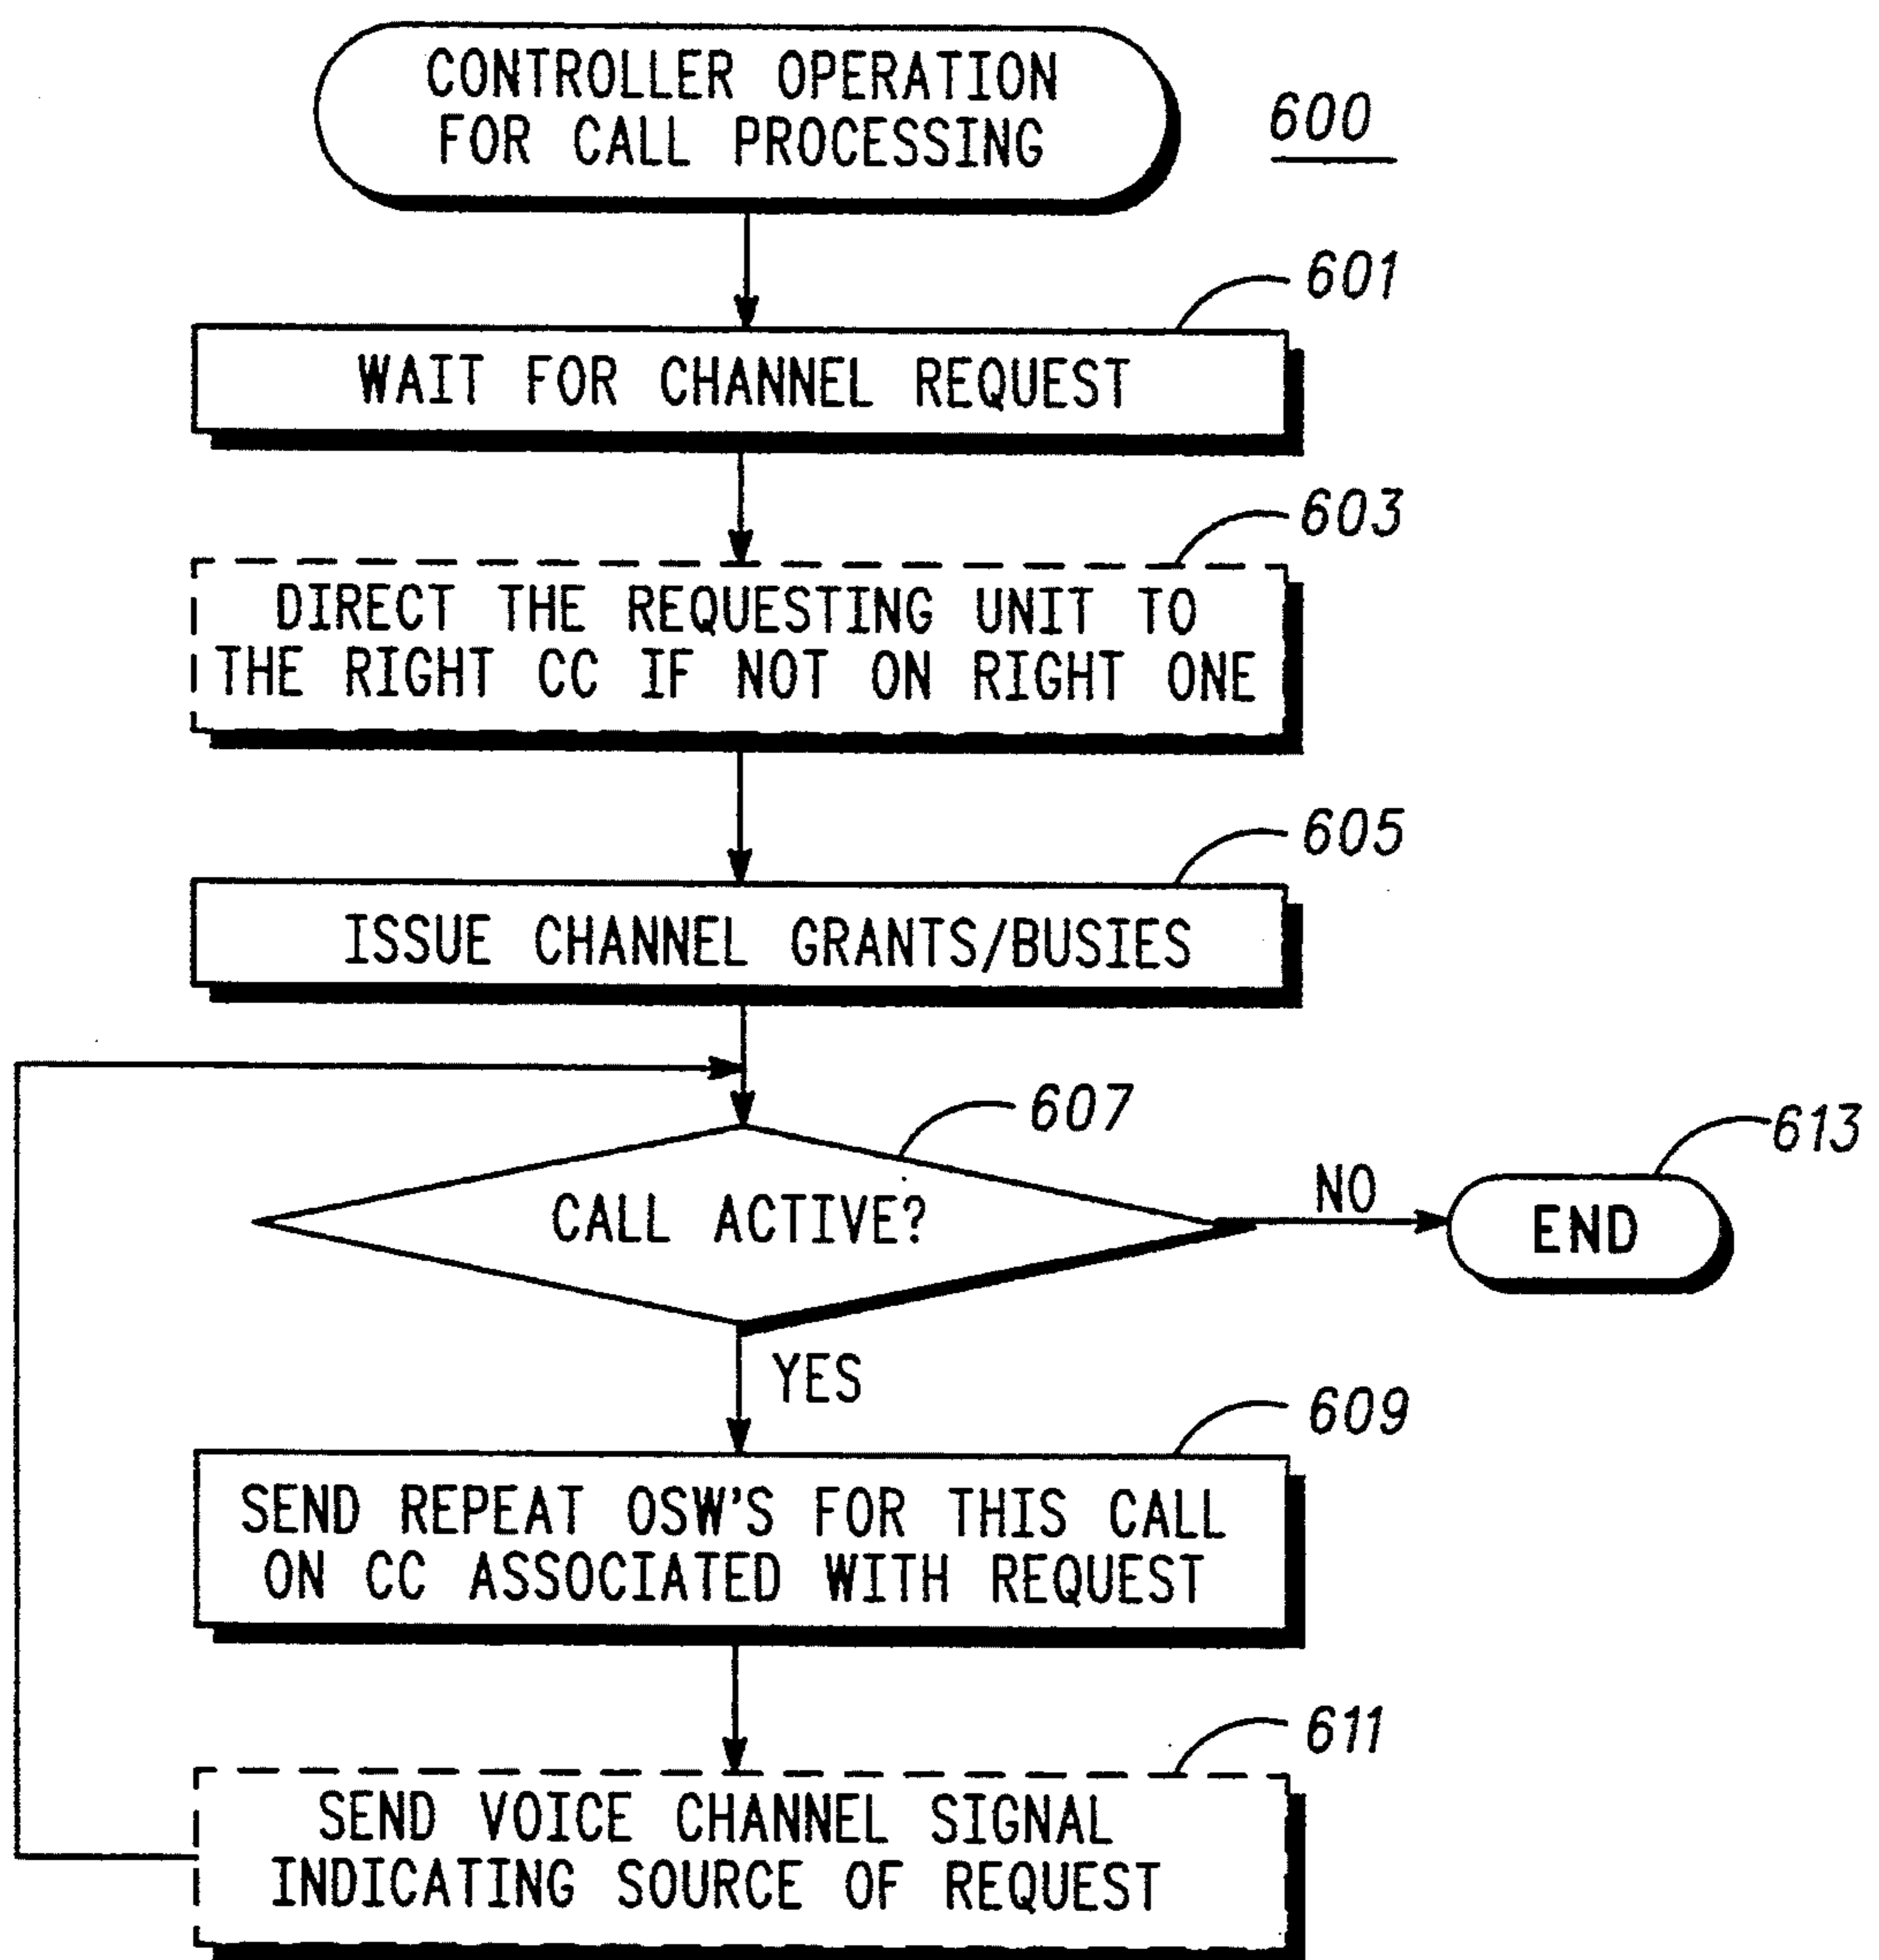 CONTROLLER OPERATION
FOR CALL PROCESSING
600
601
WAIT FOR CHANNEL REQUEST
603
DIRECT THE REQUESTING UNIT TO
THE RIGHT CC IF NOT ON RIGHT ONE
605
ISSUE CHANNEL GRANTS/BUSIES
607
CALL ACTIVE?
NO
613
END
YES
609
SEND REPEAT OSW'S FOR THIS CALL
ON CC ASSOCIATED WITH REQUEST
611
SEND VOICE CHANNEL SIGNAL
INDICATING SOURCE OF REQUEST